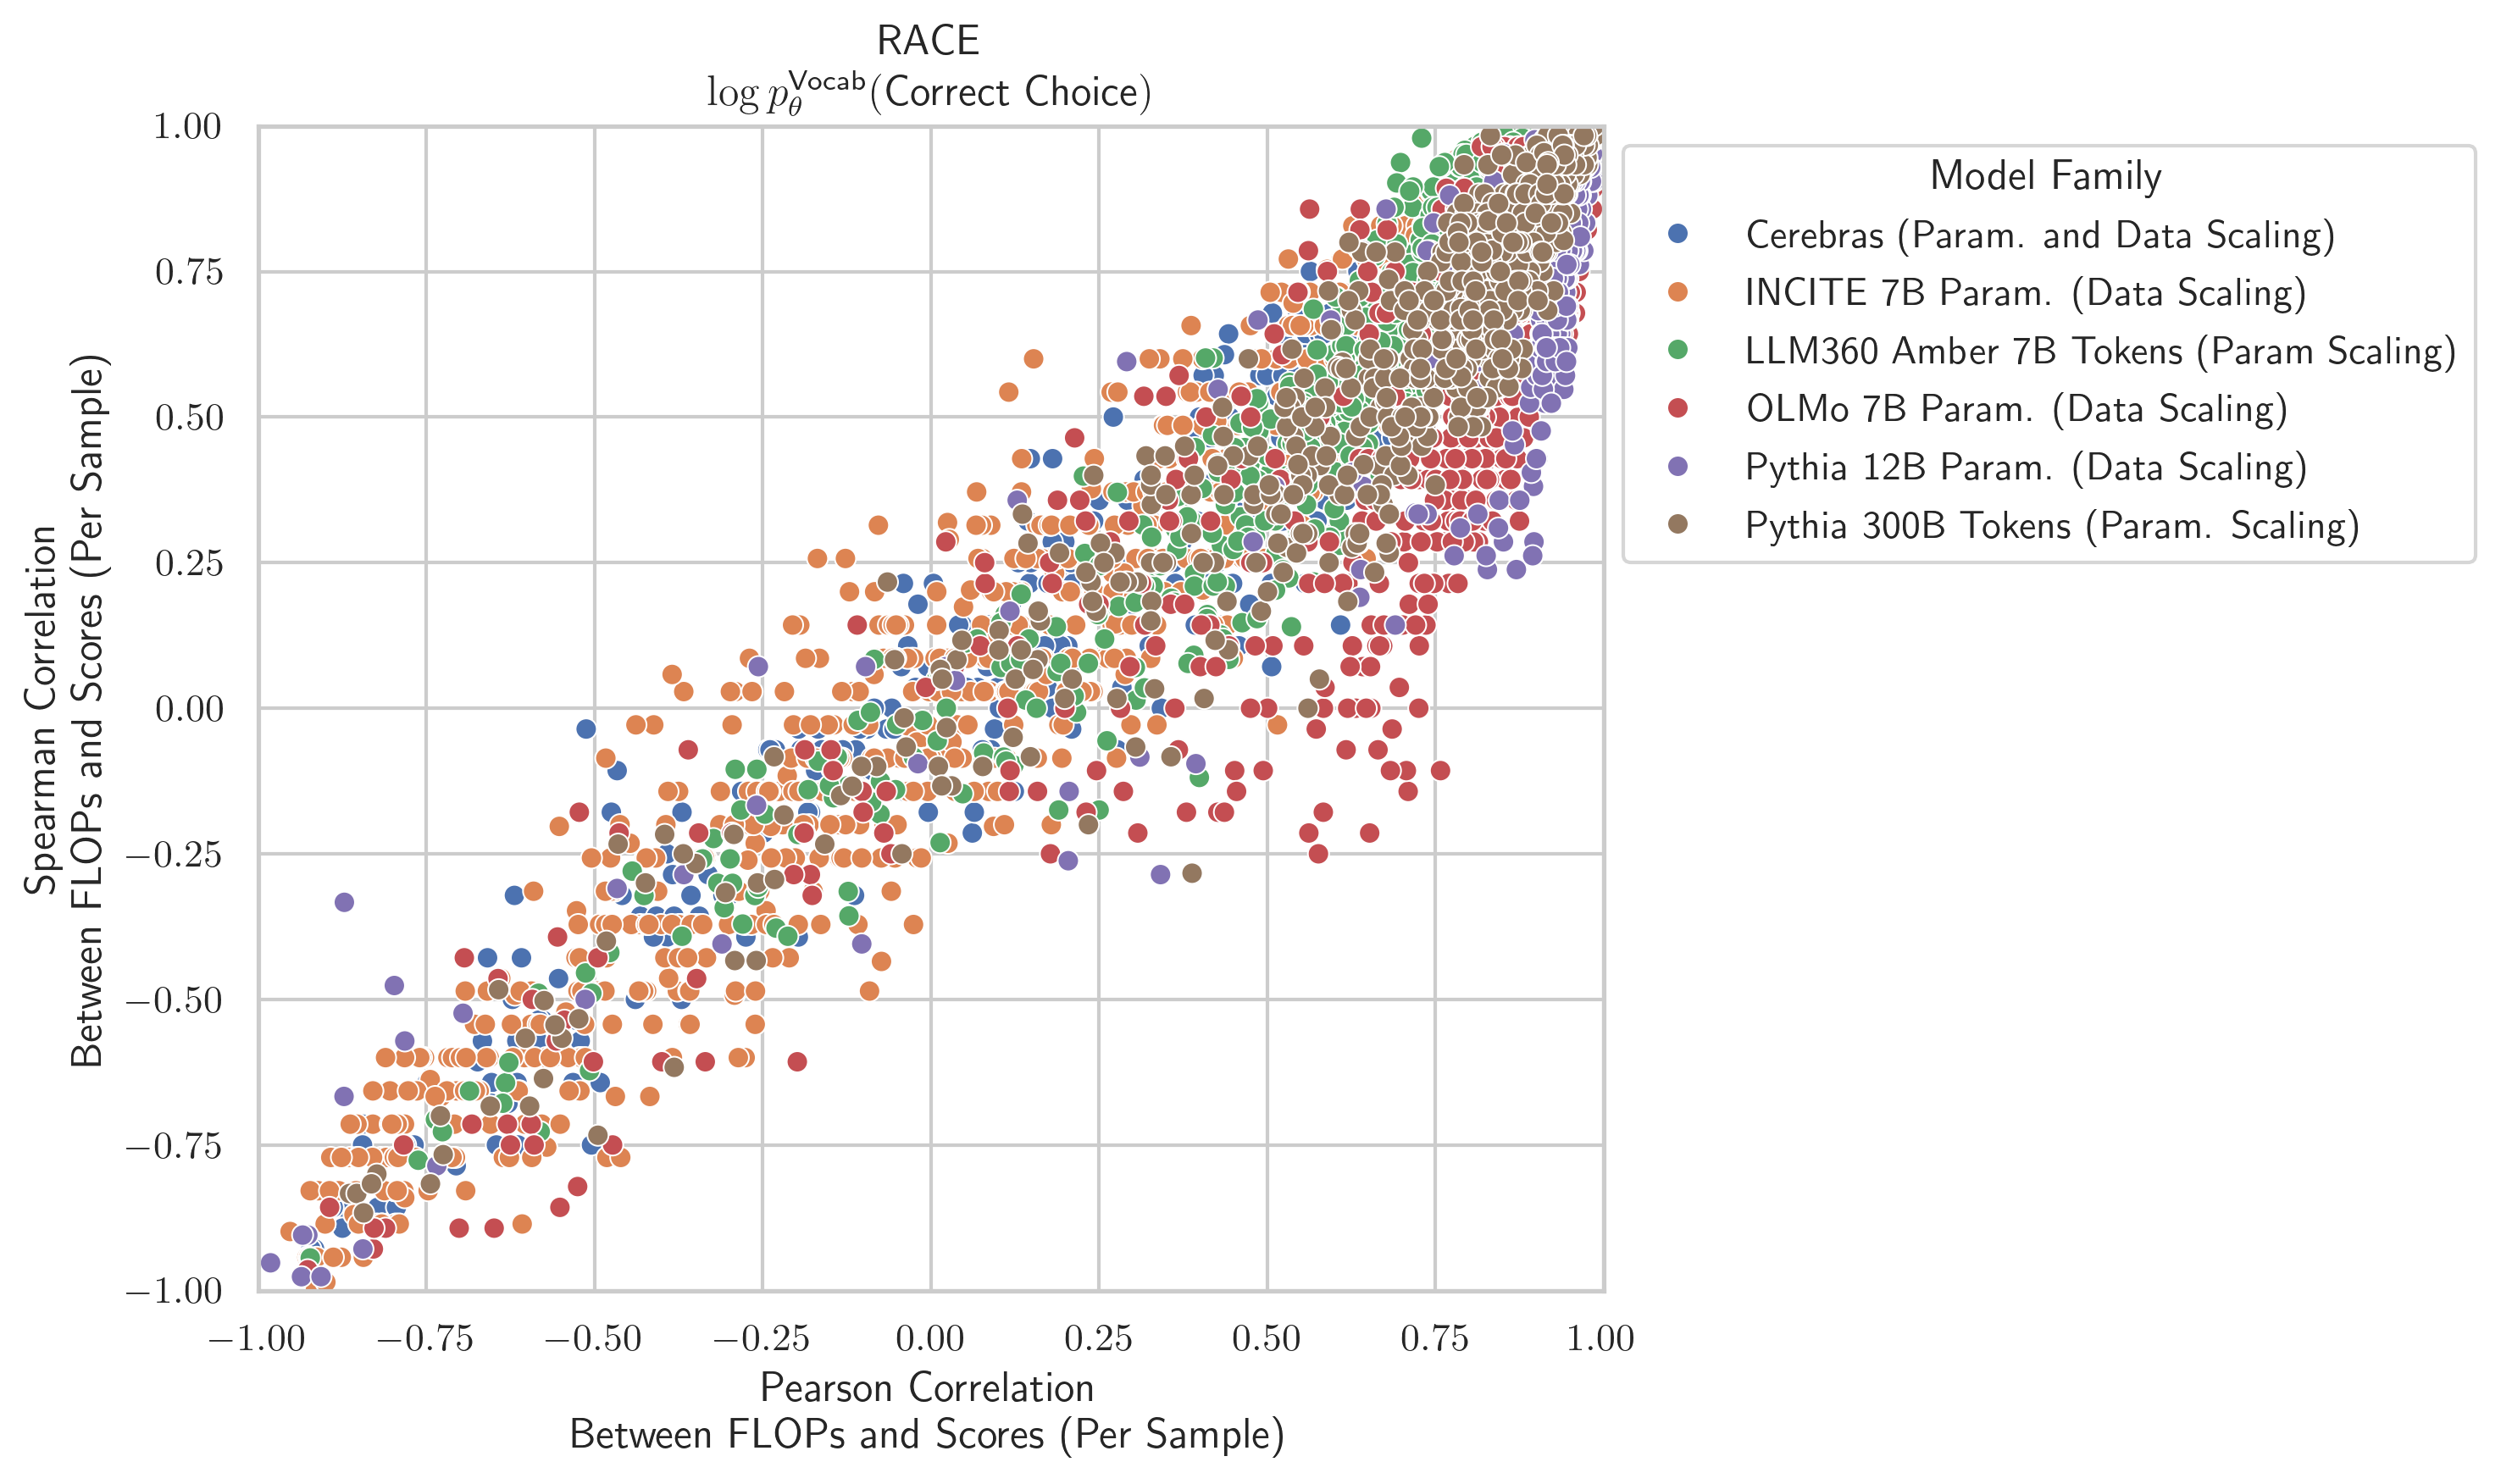 RACE
log p_θ^Vocab(Correct Choice)
Spearman Correlation
Between FLOPs and Scores (Per Sample)
1.00
0.75
0.50
0.25
0.00
−0.25
−0.50
−0.75
−1.00
−1.00 −0.75 −0.50 −0.25 0.00 0.25 0.50 0.75 1.00
Pearson Correlation
Between FLOPs and Scores (Per Sample)
Model Family
Cerebras (Param. and Data Scaling)
INCITE 7B Param. (Data Scaling)
LLM360 Amber 7B Tokens (Param Scaling)
OLMo 7B Param. (Data Scaling)
Pythia 12B Param. (Data Scaling)
Pythia 300B Tokens (Param. Scaling)